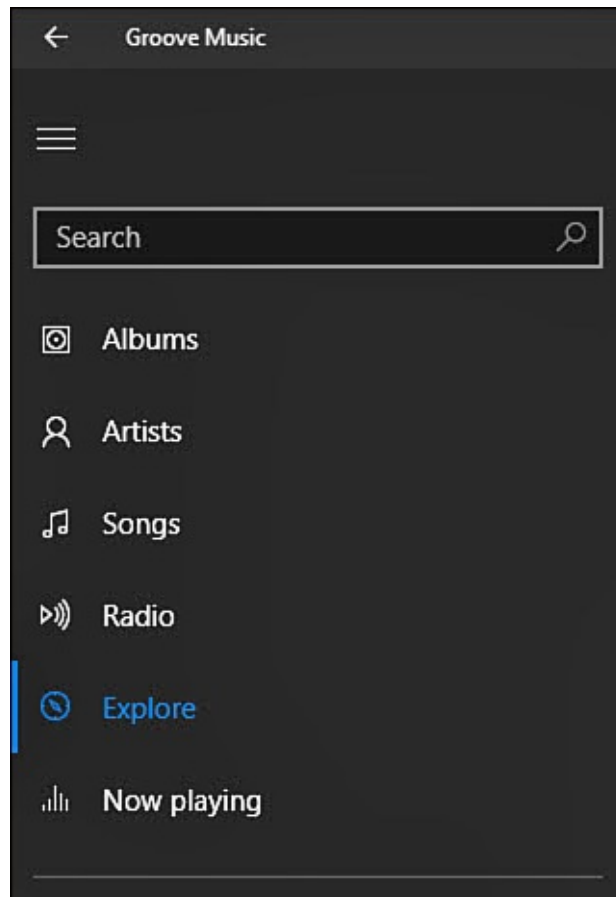 Groove Music
Search
Albums
Artists
Songs
Radio
Explore
Now playing